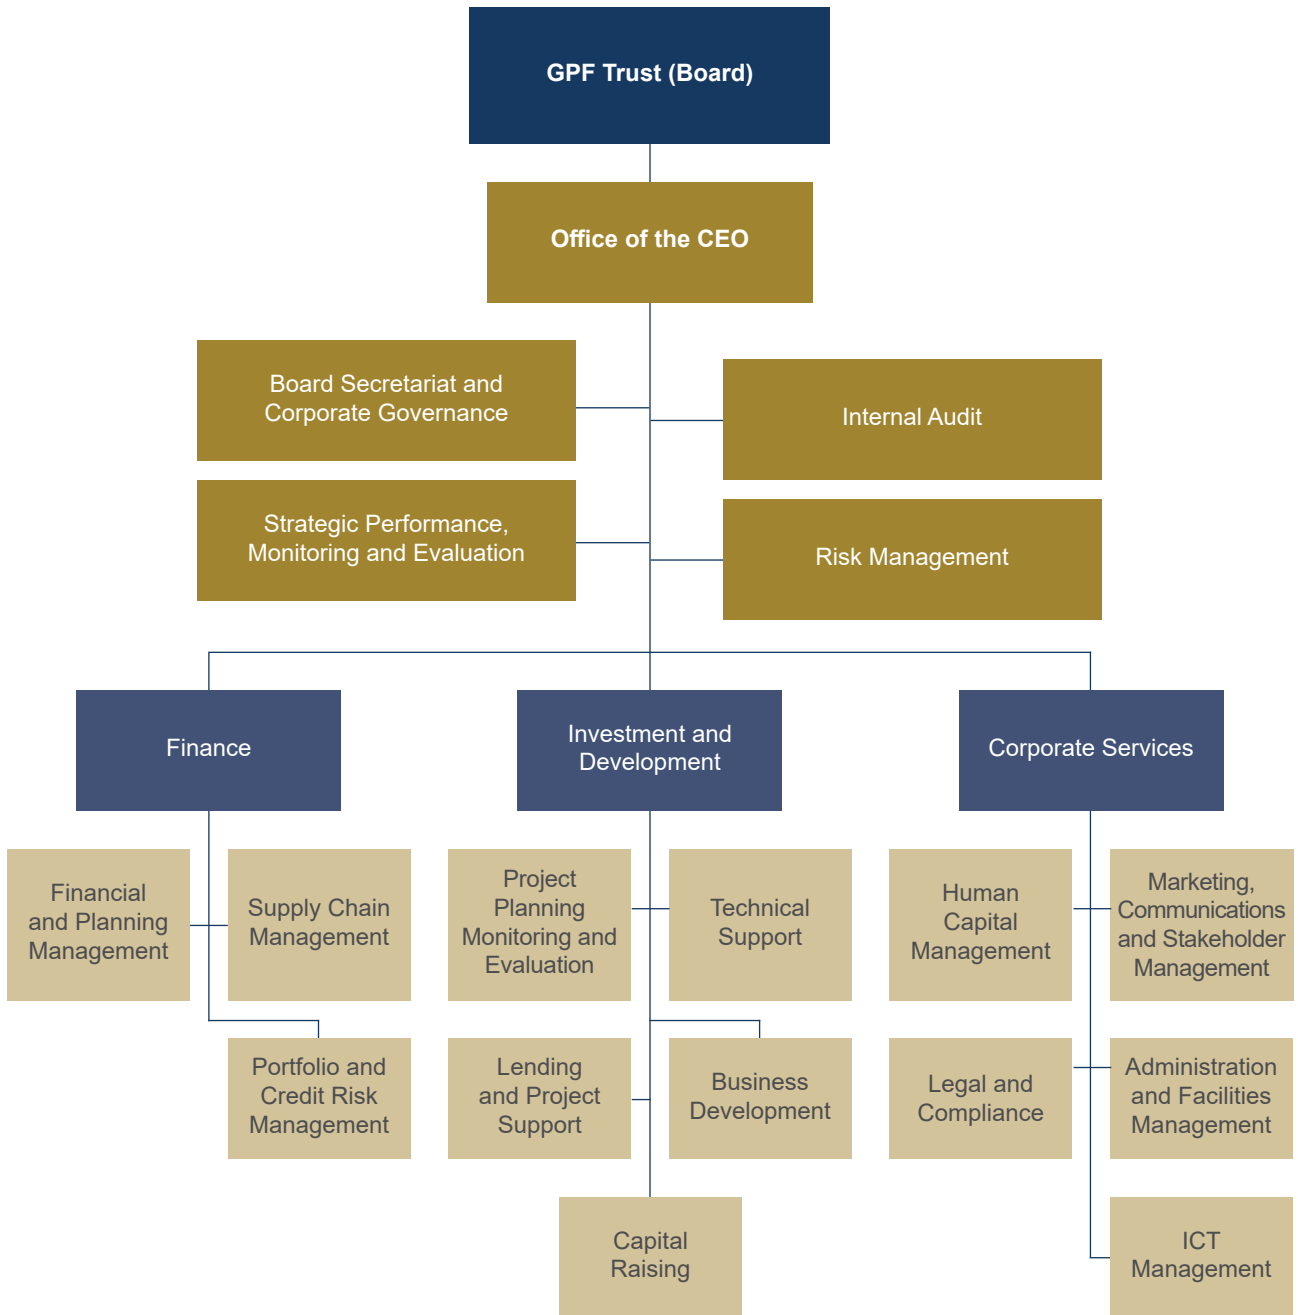 GPF Trust (Board)
Office of the CEO
Board Secretariat and
Corporate Governance
Internal Audit
Strategic Performance,
Monitoring and Evaluation
Risk Management
Finance
Investment and
Development
Corporate Services
Financial
and Planning
Management
Supply Chain
Management
Portfolio and
Credit Risk
Management
Project
Planning
Monitoring and
Evaluation
Technical
Support
Lending
and Project
Support
Business
Development
Capital
Raising
Human
Capital
Management
Marketing,
Communications
and Stakeholder
Management
Legal and
Compliance
Administration
and Facilities
Management
ICT
Management